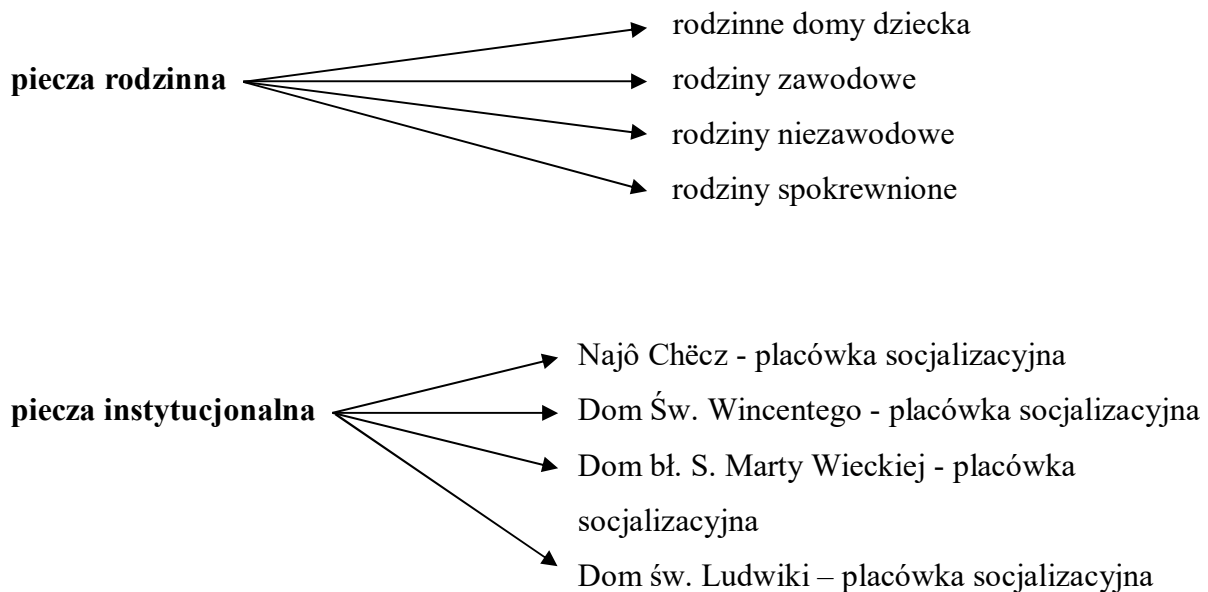 rodzinne domy dziecka
piecza rodzinna
rodziny zawodowe
rodziny niezawodowe
rodziny spokrewnione
Najô Chëcz - placówka socjalizacyjna
piecza instytucjonalna
Dom Św. Wincentego - placówka socjalizacyjna
Dom bł. S. Marty Wieckiej - placówka
socjalizacyjna
Dom św. Ludwiki – placówka socjalizacyjna